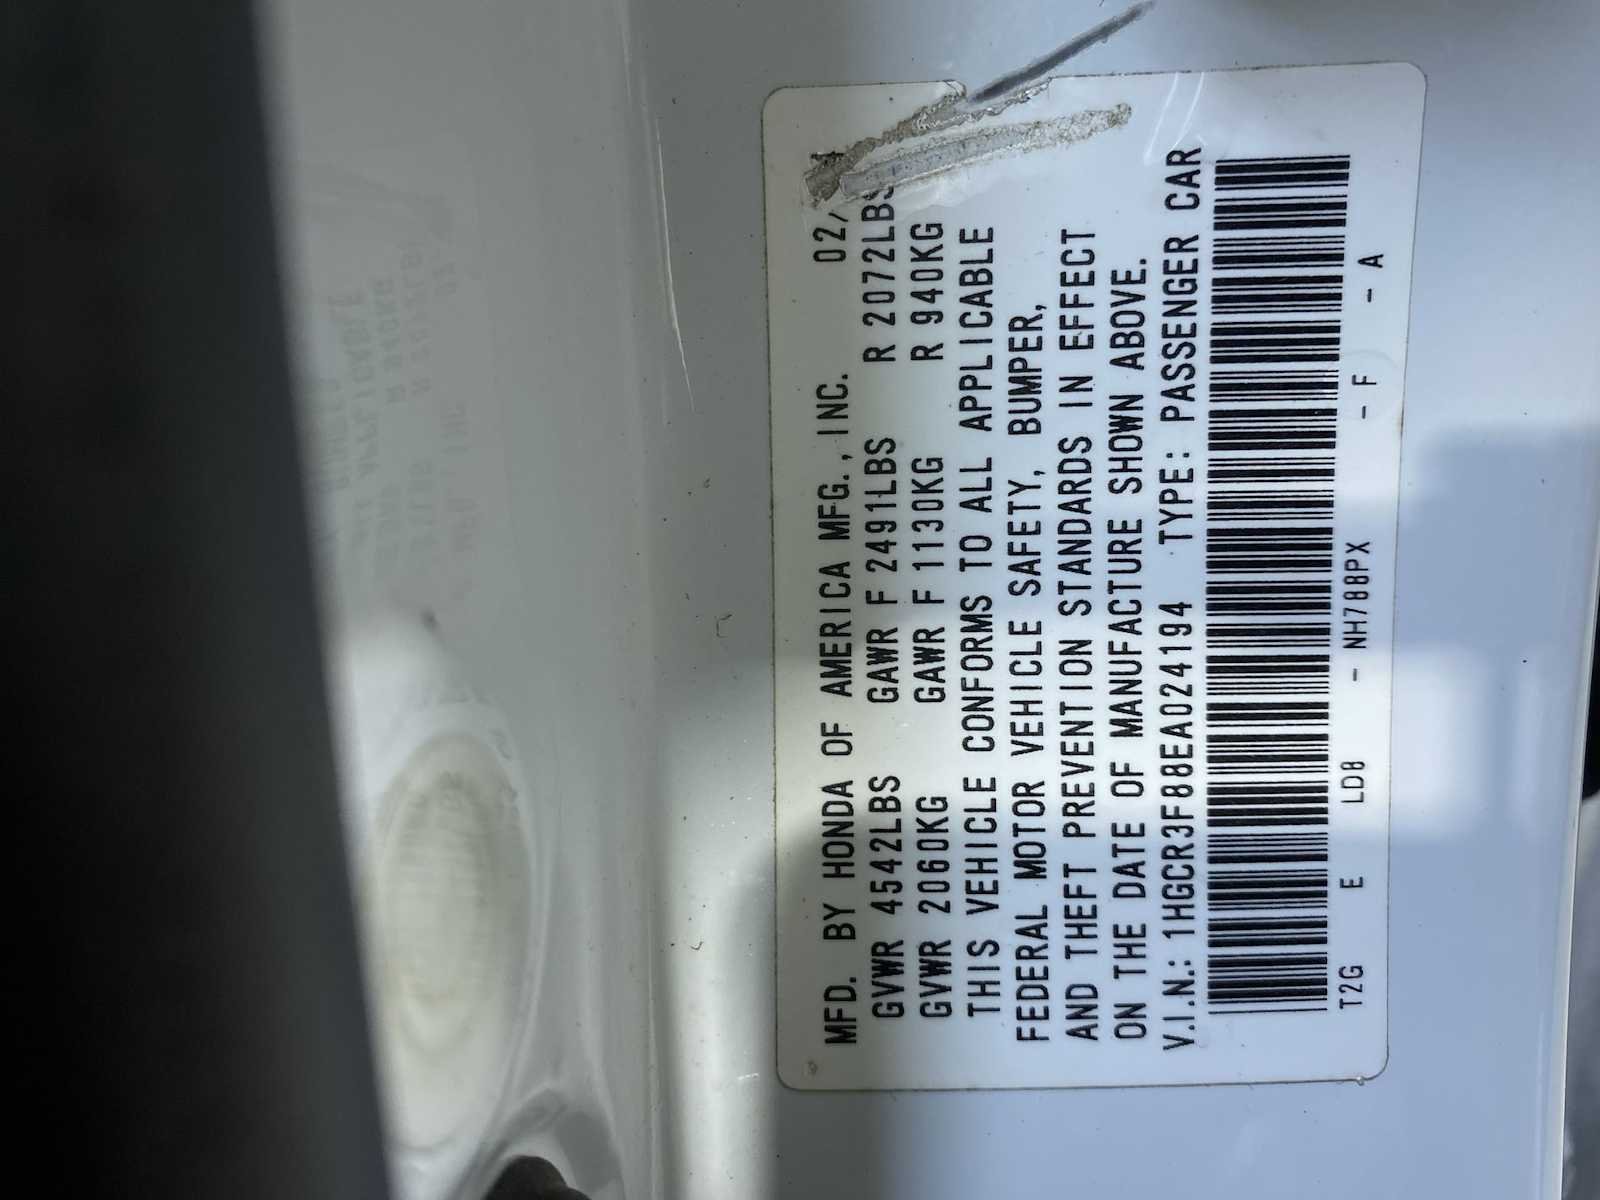 MFD. BY HONDA OF AMERICA MFG., INC. 02/
GVWR 4542LBS GAWR F 2491LBS R 2072LBS
GVWR 2060KG GAWR F 1130KG R 940KG
THIS VEHICLE CONFORMS TO ALL APPLICABLE
FEDERAL MOTOR VEHICLE SAFETY, BUMPER,
AND THEFT PREVENTION STANDARDS IN EFFECT
ON THE DATE OF MANUFACTURE SHOWN ABOVE.
V.I.N.: 1HGCR3F88EA024194 TYPE: PASSENGER CAR
T2G E LD8 - NH788PX - F - A